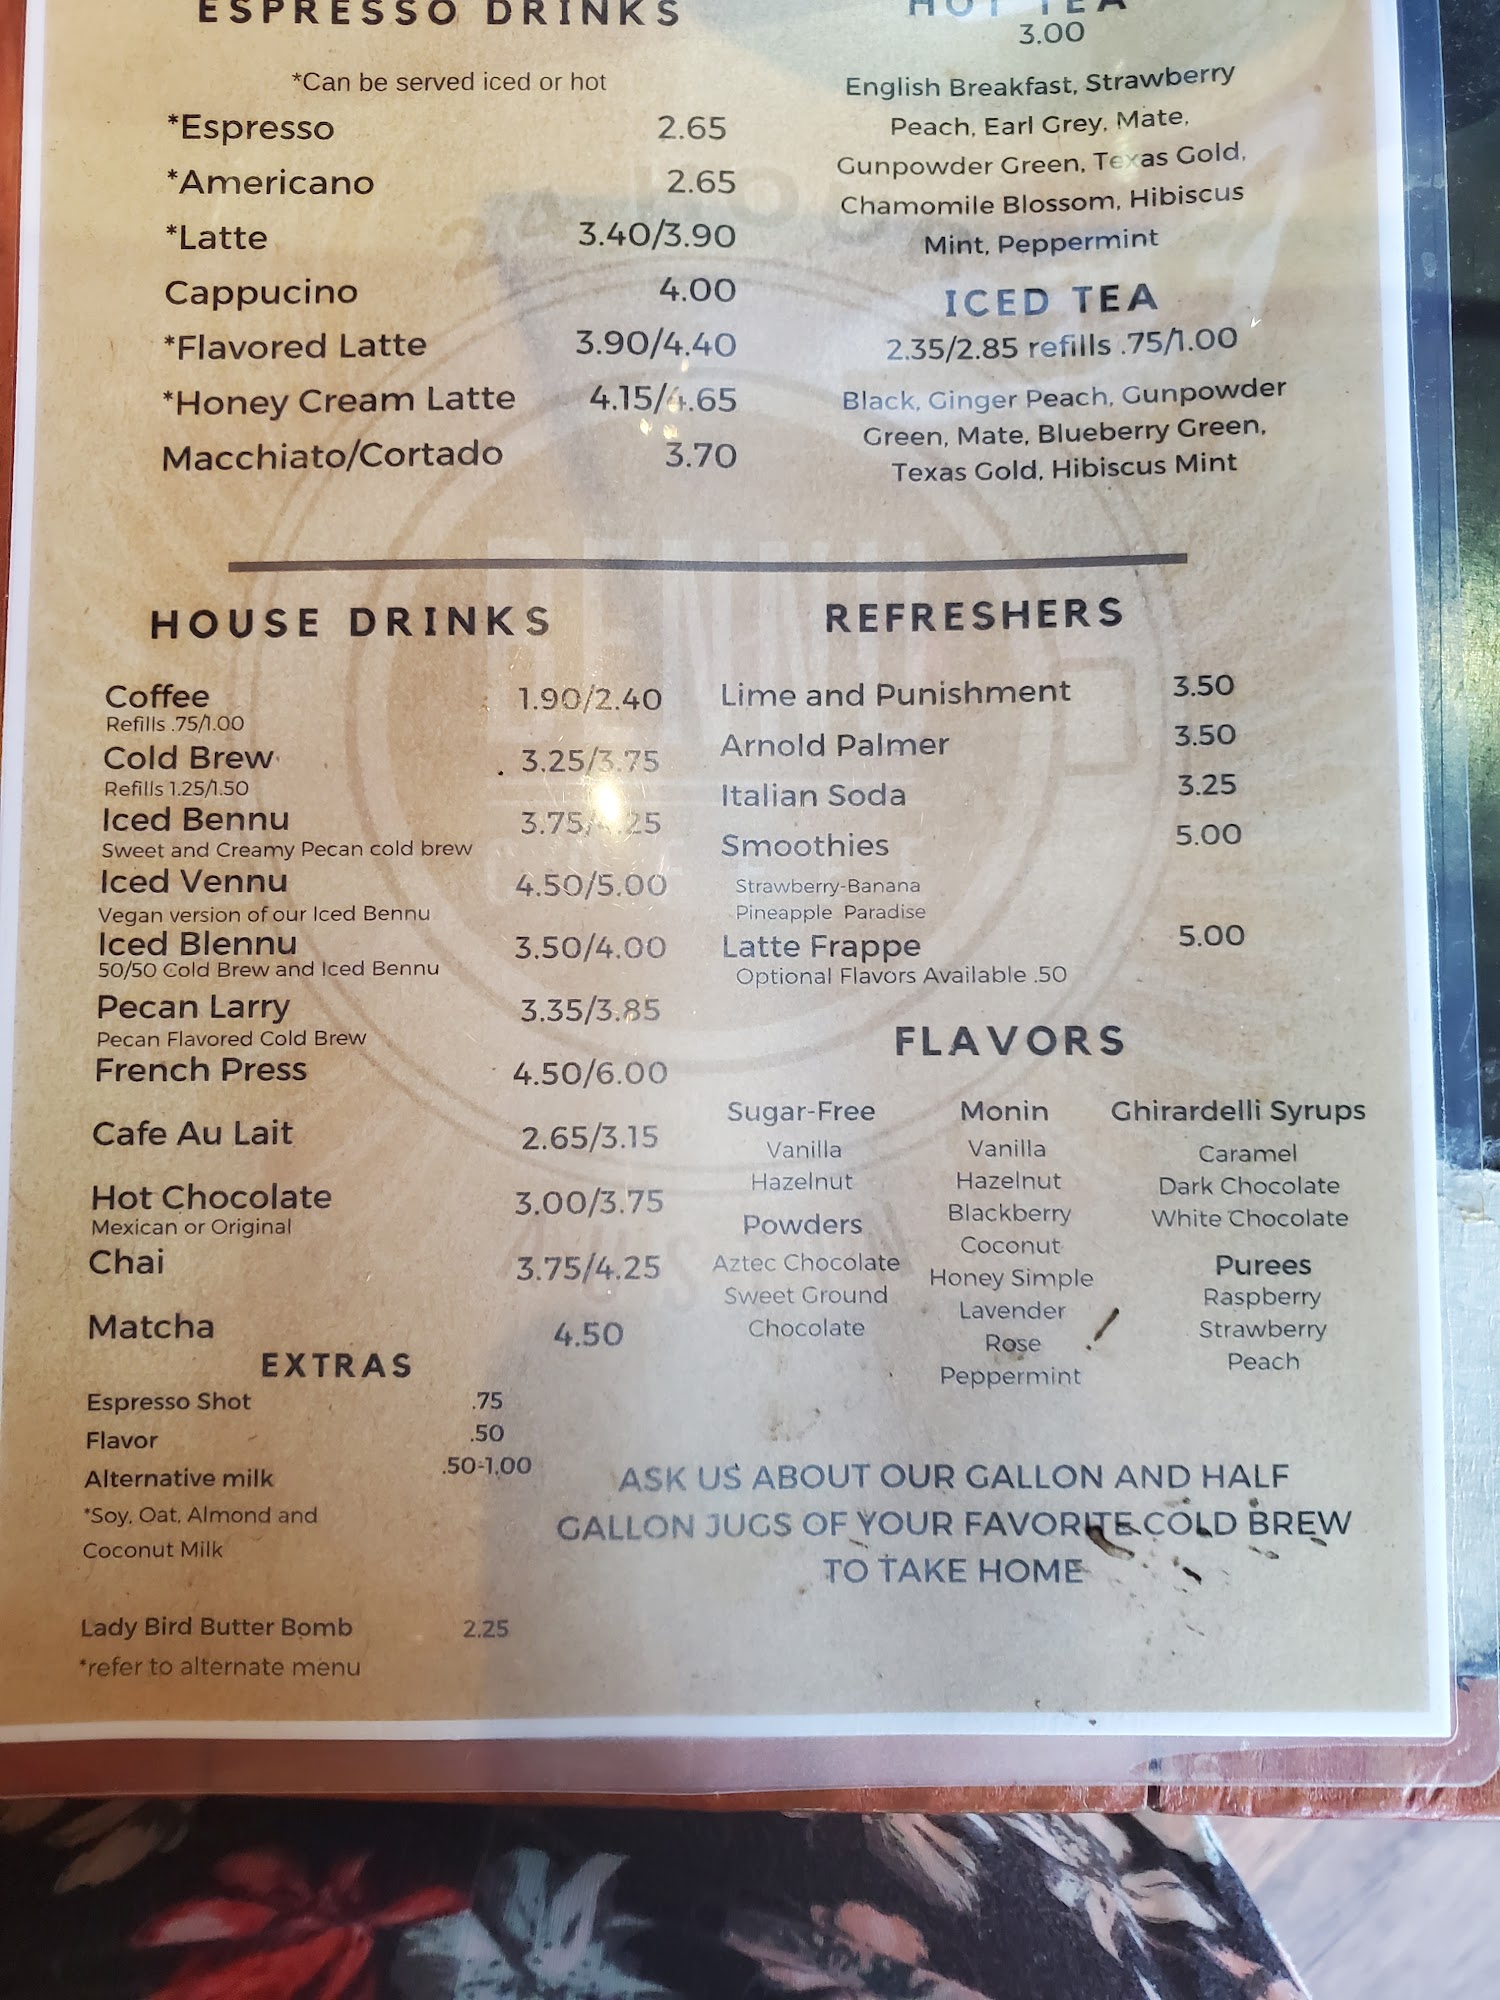 ESPRESSO DRINKS
*Can be served iced or hot
*Espresso 2.65
*Americano 2.65
*Latte 3.40/3.90
Cappucino 4.00
*Flavored Latte 3.90/4.40
*Honey Cream Latte 4.15/4.65
Macchiato/Cortado 3.70
HOT TEA
3.00
English Breakfast, Strawberry
Peach, Earl Grey, Mate,
Gunpowder Green, Texas Gold,
Chamomile Blossom, Hibiscus
Mint, Peppermint
ICED TEA
2.35/2.85 refills .75/1.00
Black, Ginger Peach, Gunpowder
Green, Mate, Blueberry Green,
Texas Gold, Hibiscus Mint
HOUSE DRINKS
Coffee 1.90/2.40
Refills .75/1.00
Cold Brew 3.25/3.75
Refills 1.25/1.50
Iced Bennu 3.75/4.25
Sweet and Creamy Pecan cold brew
Iced Vennu 4.50/5.00
Vegan version of our Iced Bennu
Iced Blennu 3.50/4.00
50/50 Cold Brew and Iced Bennu
Pecan Larry 3.35/3.85
Pecan Flavored Cold Brew
French Press 4.50/6.00
Cafe Au Lait 2.65/3.15
Hot Chocolate 3.00/3.75
Mexican or Original
Chai 3.75/4.25
Matcha 4.50
EXTRAS
Espresso Shot .75
Flavor .50
Alternative milk .50-1.00
*Soy, Oat, Almond and
Coconut Milk
Lady Bird Butter Bomb 2.25
*refer to alternate menu
REFRESHERS
Lime and Punishment 3.50
Arnold Palmer 3.50
Italian Soda 3.25
Smoothies 5.00
Strawberry-Banana
Pineapple Paradise
Latte Frappe 5.00
Optional Flavors Available .50
FLAVORS
Sugar-Free
Vanilla
Hazelnut
Powders
Aztec Chocolate
Sweet Ground
Chocolate
Monin
Vanilla
Hazelnut
Blackberry
Coconut
Honey Simple
Lavender
Rose
Peppermint
Ghirardelli Syrups
Caramel
Dark Chocolate
White Chocolate
Purees
Raspberry
Strawberry
Peach
ASK US ABOUT OUR GALLON AND HALF
GALLON JUGS OF YOUR FAVORITE COLD BREW
TO TAKE HOME